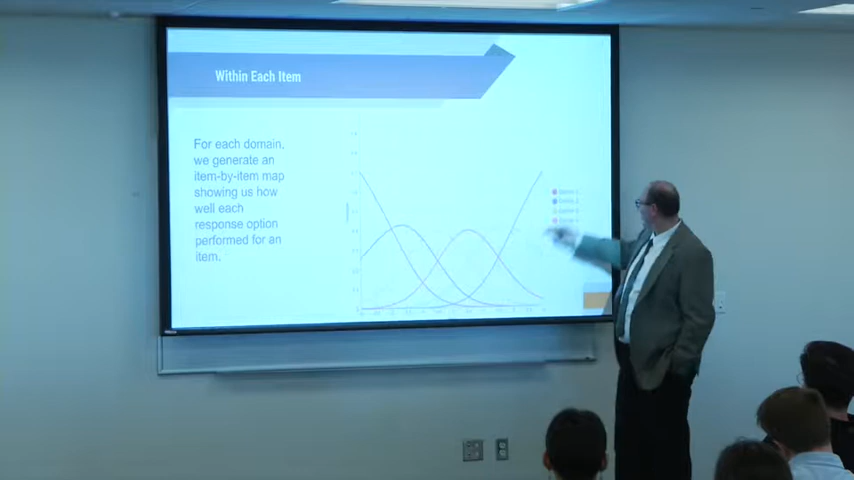 Within Each Item
For each domain,
we generate an
item-by-item map
showing us how
well each
response option
performed for an
item.